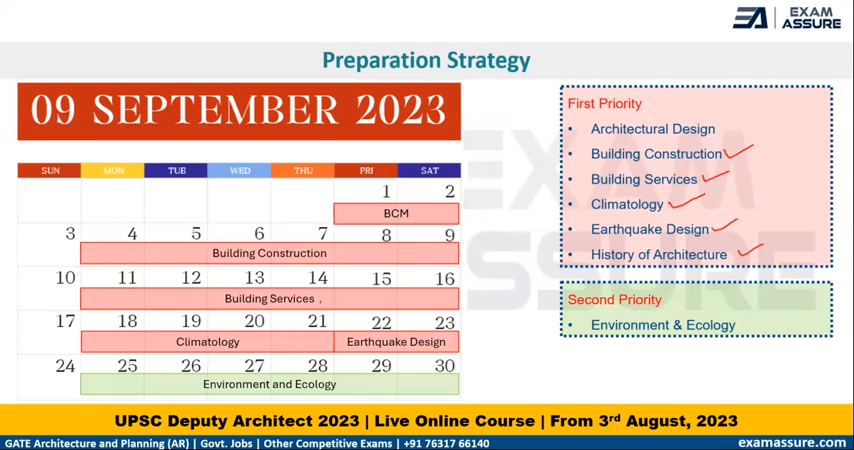 EXAM
ASSURE
Preparation Strategy
09 SEPTEMBER 2023
SUN MON TUE WED THU FRI SAT
1 2
BCM
3 4 5 6 7 8 9
Building Construction
10 11 12 13 14 15 16
Building Services ,
17 18 19 20 21 22 23
Climatology Earthquake Design
24 25 26 27 28 29 30
Environment and Ecology
First Priority
• Architectural Design
• Building Construction
• Building Services
• Climatology
• Earthquake Design
• History of Architecture
Second Priority
• Environment & Ecology
EXAM
ASSURE
UPSC Deputy Architect 2023 | Live Online Course | From 3rd August, 2023
GATE Architecture and Planning (AR) | Govt. Jobs | Other Competitive Exams | +91 76317 66140
examassure.com